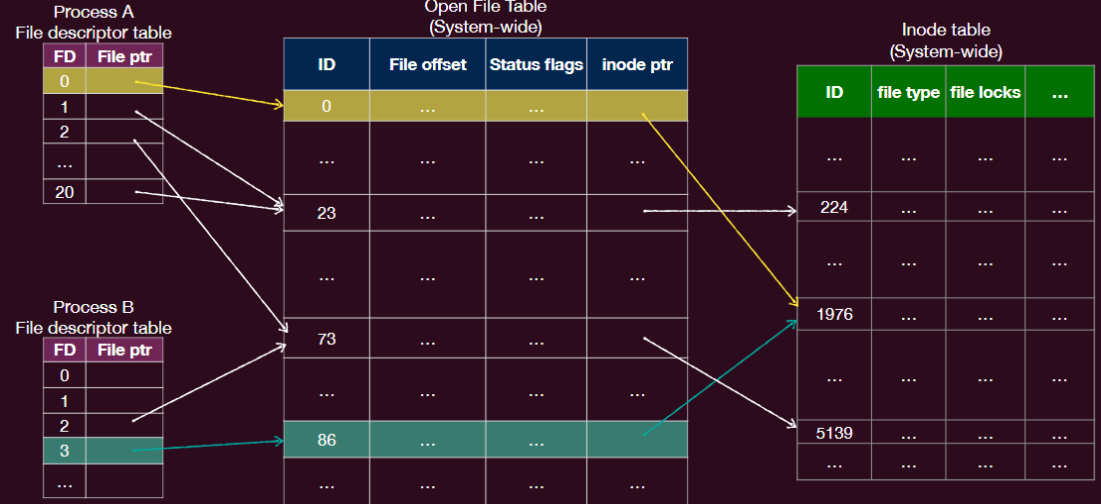 Process A
File descriptor table
FD File ptr
0
1
2
...
20
Process B
File descriptor table
FD File ptr
0
1
2
3
...
Open File Table
(System-wide)
ID File offset Status flags inode ptr
0 ... ...
... ... ...
23 ... ...
... ... ...
73 ... ...
... ... ...
86 ... ...
... ... ...
Inode table
(System-wide)
ID file type file locks ...
... ... ... ...
224 ... ... ...
... ... ... ...
1976 ... ... ...
... ... ... ...
5139 ... ... ...
... ... ... ...